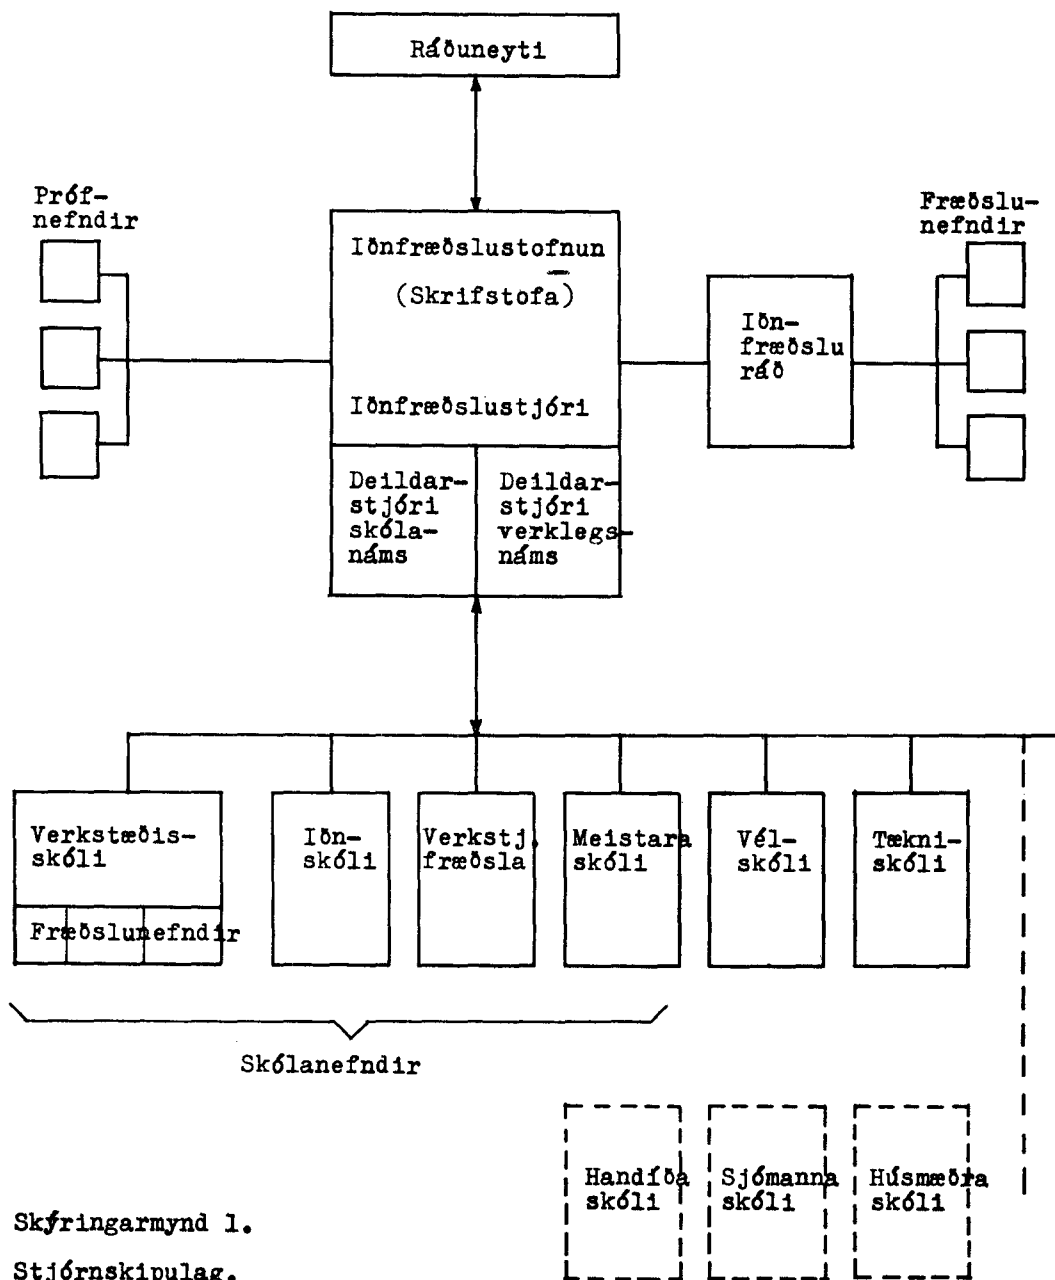 Ráðuneyti
Próf-
nefndir
Fræðslu-
nefndir
Iðnfræðslustofnun
(Skrifstofa)
Iðnfræðslustjóri
Iðn-
fræðslu
ráð
Deildar-
stjóri
skóla-
náms
Deildar-
stjóri
verklegs-
náms
Verkstæðis-
skóli
Fræðslunefndir
Iðn-
skóli
Verkstj.
fræðsla
Meistara
skóli
Vél-
skóli
Tækni-
skóli
Skólanefndir
Handíða
skóli
Sjómanna
skóli
Húsmæðra
skóli
Skýringarmynd 1.
Stjórnskipulag.